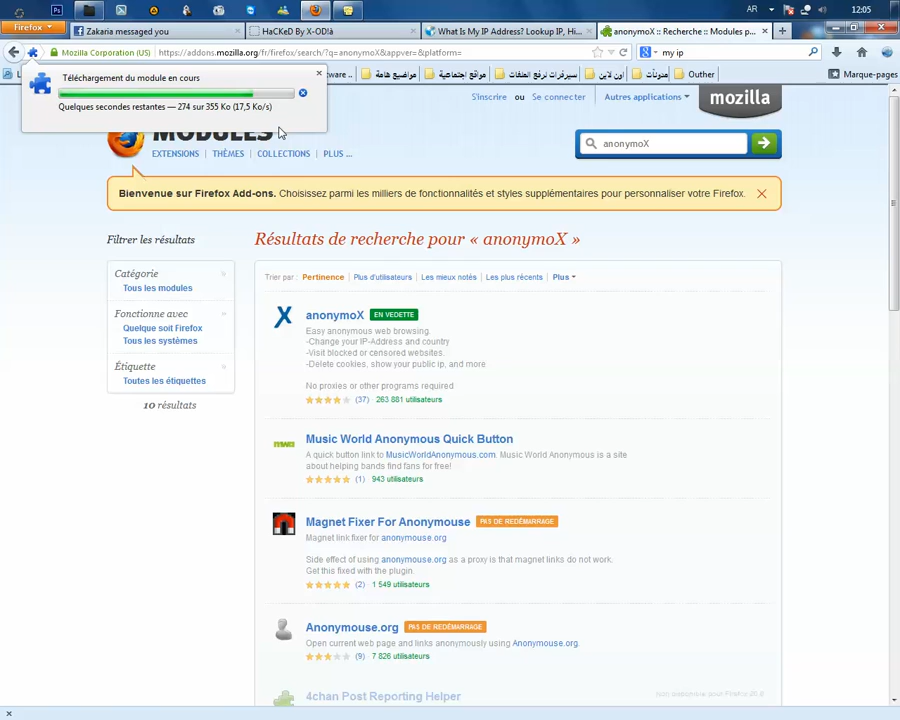 Ps
AR
12:05
Firefox
Zakaria messaged you
HaCKeD By X-OD!à
What Is My IP Address? Lookup IP, Hi...
anonymoX :: Recherche :: Modules p...
Mozilla Corporation (US)
https://addons.mozilla.org/fr/firefox/search/?q=anonymoX&appver=&platform=
my ip
مواضيع هامة
مواقع إجتماعية
سيرفرات لرفع الملفات
اون لاين
مدونات
Outher
Marque-pages
Téléchargement du module en cours
Quelques secondes restantes — 274 sur 355 Ko (17,5 Ko/s)
S'inscrire ou Se connecter
Autres applications
mozilla
MODULES
EXTENSIONS THÈMES COLLECTIONS PLUS ...
anonymoX
Bienvenue sur Firefox Add-ons. Choisissez parmi les milliers de fonctionnalités et styles supplémentaires pour personnaliser votre Firefox.
Filtrer les résultats
Résultats de recherche pour « anonymoX »
Catégorie
Tous les modules
Fonctionne avec
Quelque soit Firefox
Tous les systèmes
Étiquette
Toutes les étiquettes
10 résultats
Trier par : Pertinence Plus d'utilisateurs Les mieux notés Les plus récents Plus
anonymoX EN VEDETTE
Easy anonymous web browsing.
-Change your IP-Address and country
-Visit blocked or censored websites.
-Delete cookies, show your public ip, and more
No proxies or other programs required
(37) 263 881 utilisateurs
Music World Anonymous Quick Button
A quick button link to MusicWorldAnonymous.com. Music World Anonymous is a site
about helping bands find fans for free!
(1) 943 utilisateurs
Magnet Fixer For Anonymouse PAS DE REDÉMARRAGE
Magnet link fixer for anonymouse.org
Side effect of using anonymouse.org as a proxy is that magnet links do not work.
Get this fixed with the plugin.
(2) 1 549 utilisateurs
Anonymouse.org PAS DE REDÉMARRAGE
Open current web page and links anonymously using Anonymouse.org.
(9) 7 826 utilisateurs
4chan Post Reporting Helper